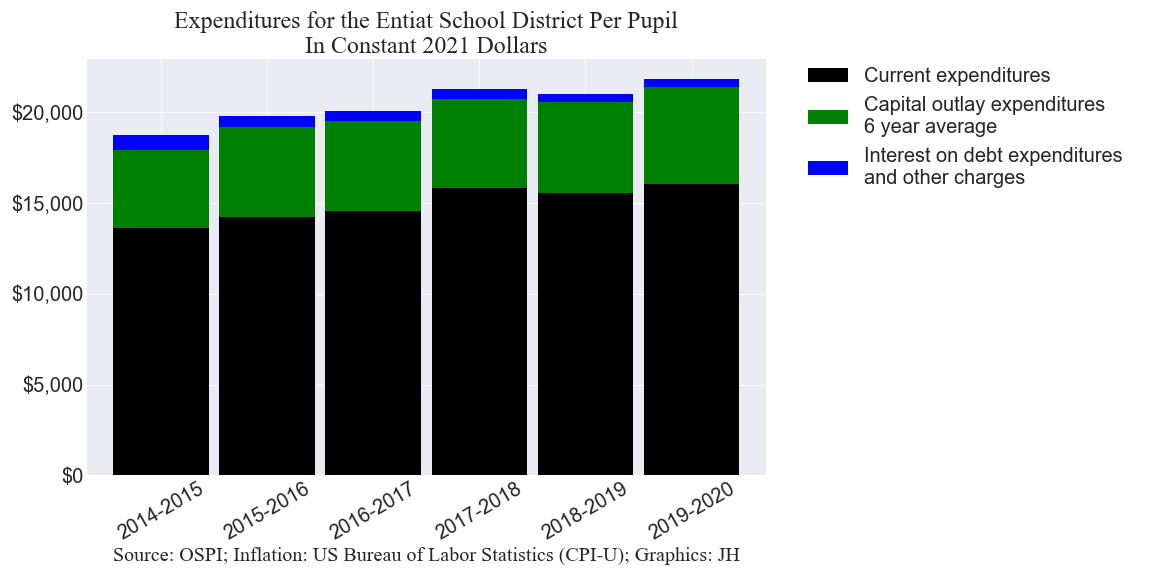 Expenditures for the Entiat School District Per Pupil
In Constant 2021 Dollars
Current expenditures
Capital outlay expenditures
6 year average
Interest on debt expenditures
and other charges
$20,000
$15,000
$10,000
$5,000
$0
2014-2015
2015-2016
2016-2017
2017-2018
2018-2019
2019-2020
Source: OSPI; Inflation: US Bureau of Labor Statistics (CPI-U); Graphics: JH